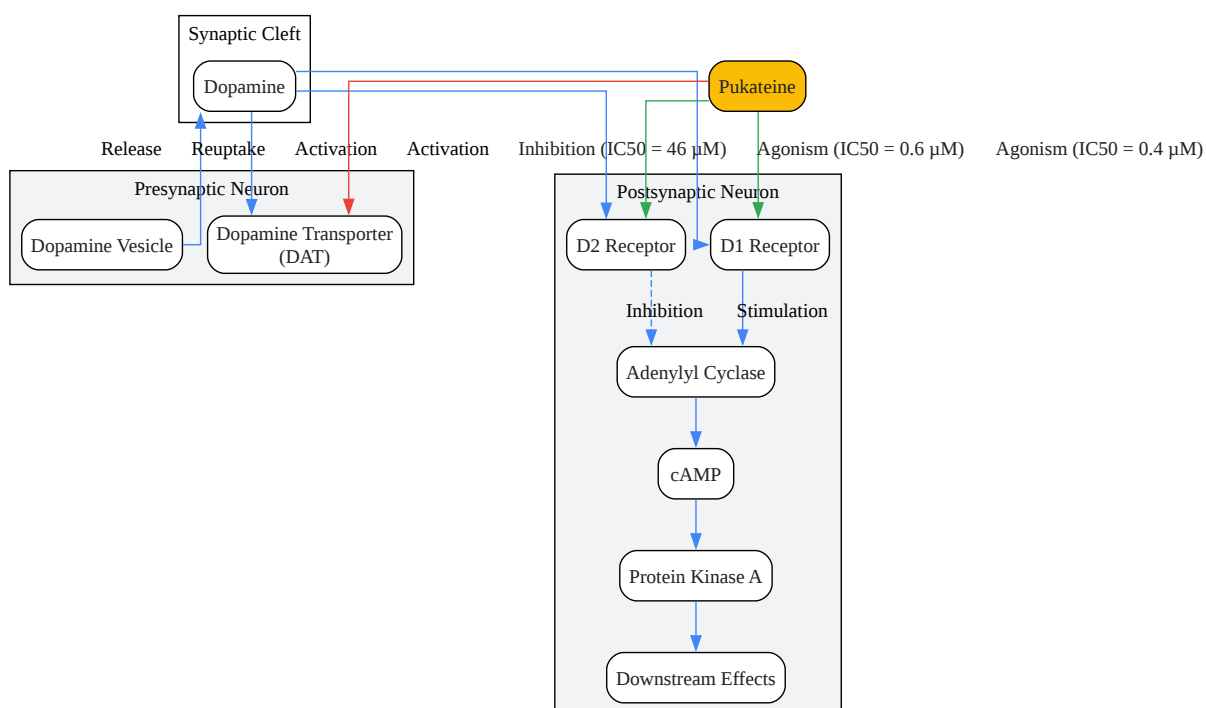 Synaptic Cleft
Dopamine
Pukateine
Release
Reuptake
Activation
Activation
Inhibition (IC50 = 46 µM)
Agonism (IC50 = 0.6 µM)
Agonism (IC50 = 0.4 µM)
Presynaptic Neuron
Dopamine Vesicle
Dopamine Transporter
(DAT)
Postsynaptic Neuron
D2 Receptor
D1 Receptor
Inhibition
Stimulation
Adenylyl Cyclase
cAMP
Protein Kinase A
Downstream Effects